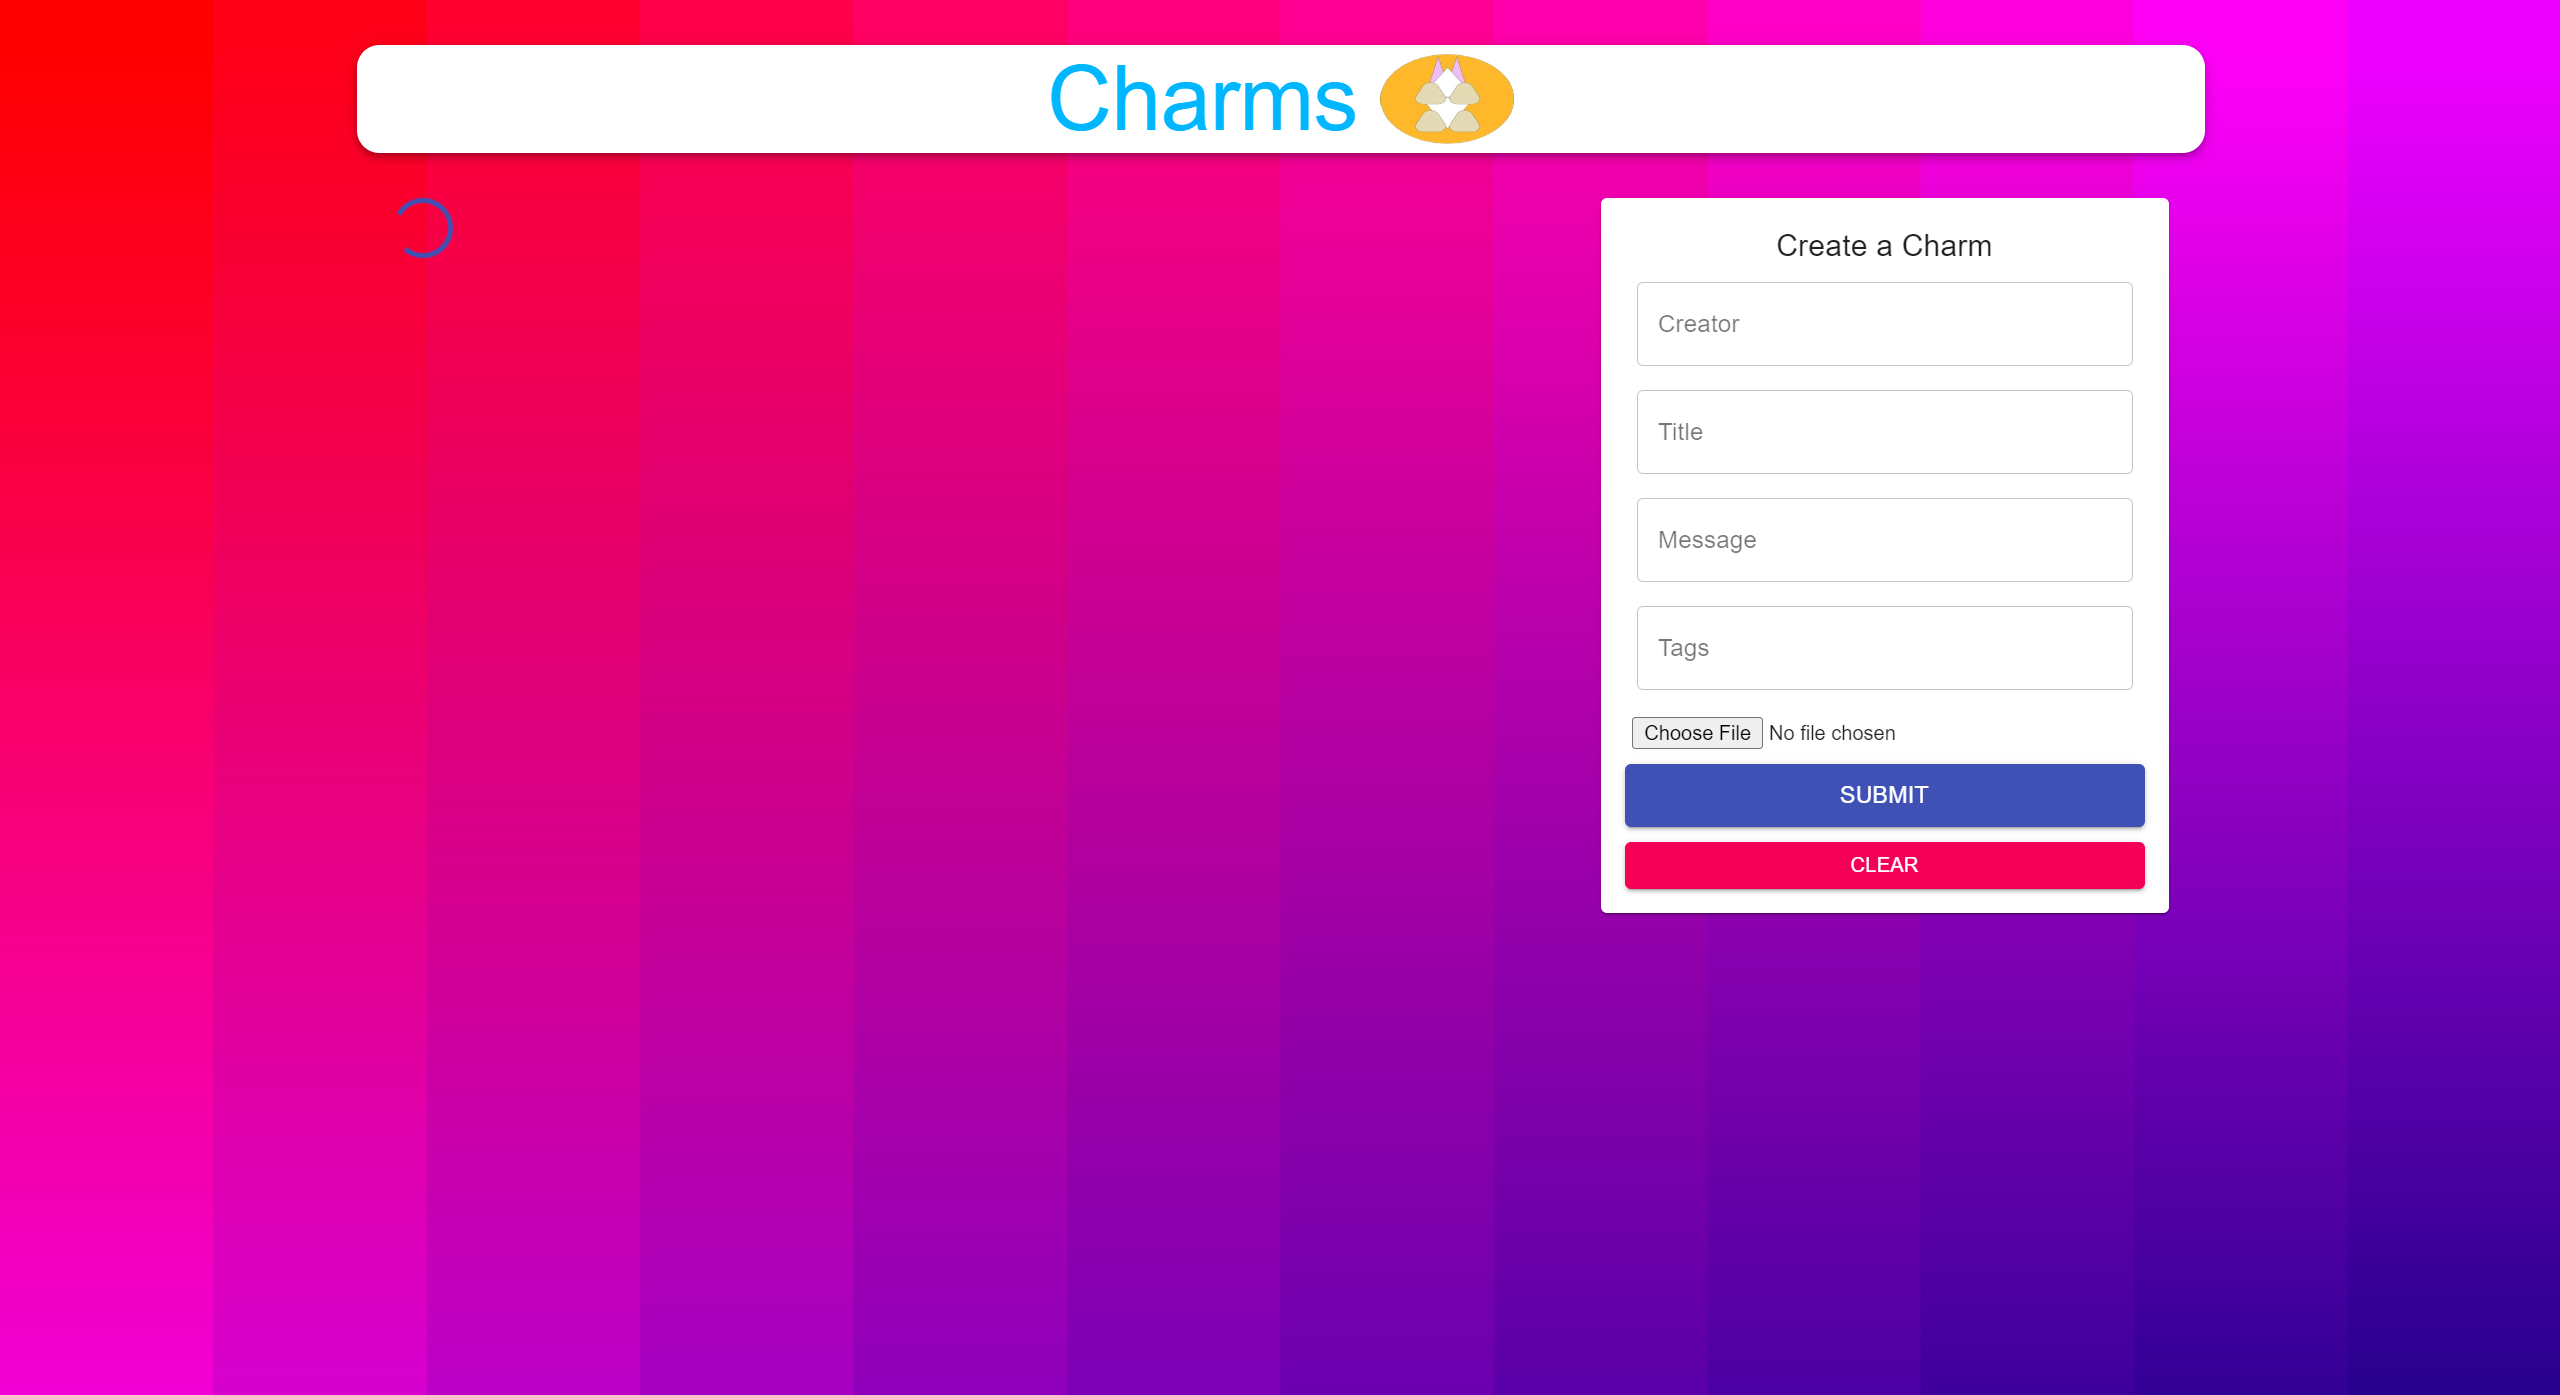 Charms
Create a Charm
Creator
Title
Message
Tags
Choose File No file chosen
SUBMIT
CLEAR